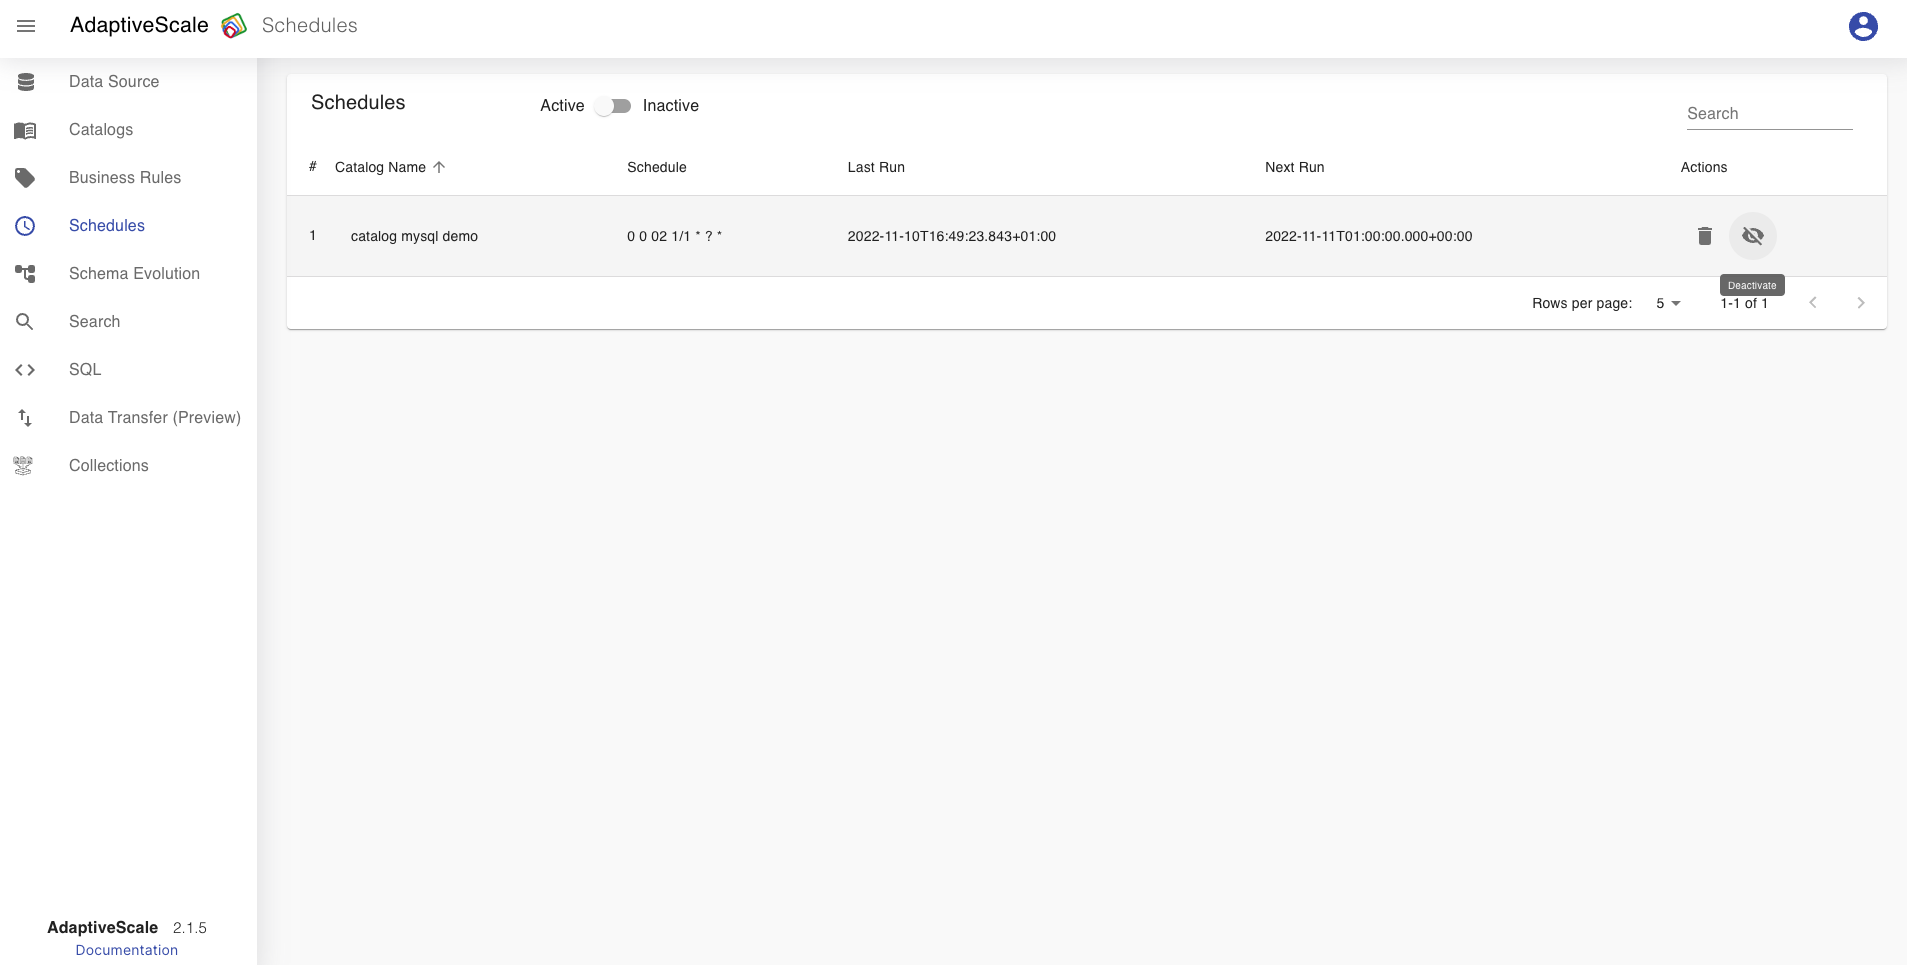 AdaptiveScale Schedules
Data Source
Catalogs
Business Rules
Schedules
Schema Evolution
Search
SQL
Data Transfer (Preview)
Collections
AdaptiveScale 2.1.5
Documentation
Schedules Active Inactive Search
# Catalog Name Schedule Last Run Next Run Actions
1 catalog mysql demo 0 0 02 1/1 * ? * 2022-11-10T16:49:23.843+01:00 2022-11-11T01:00:00.000+00:00
Deactivate
Rows per page: 5 1-1 of 1